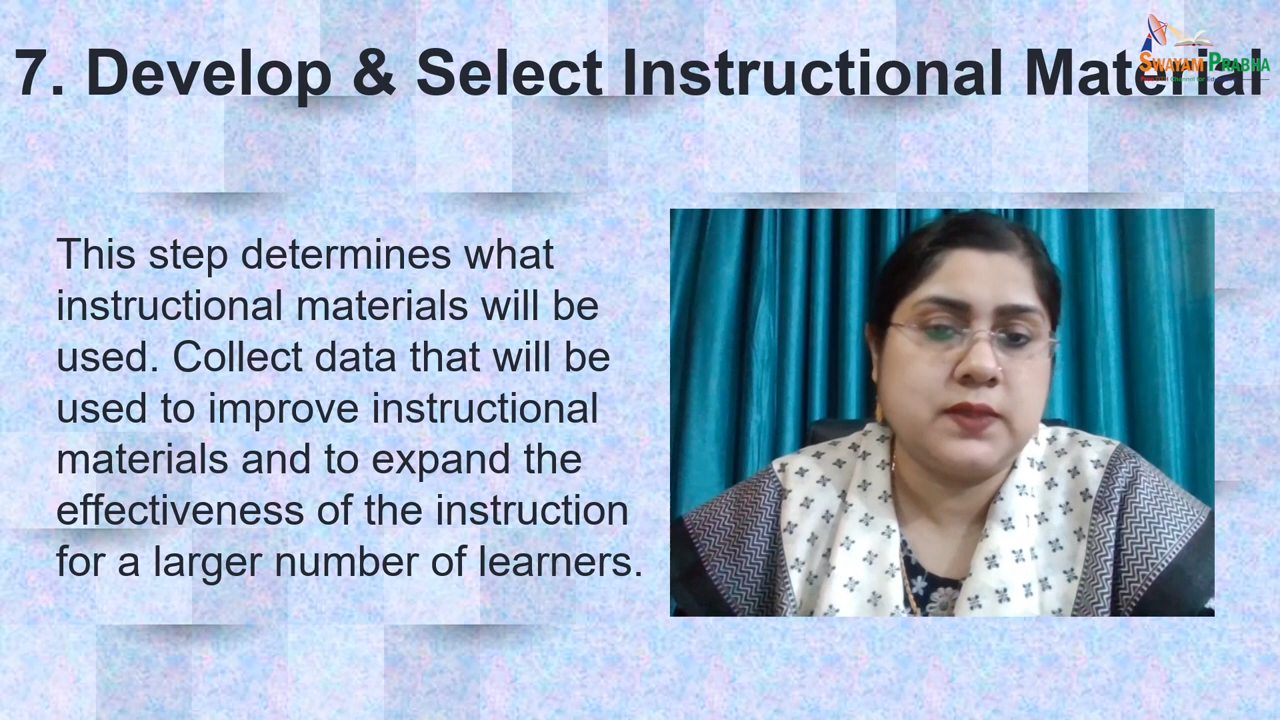 7. Develop & Select Instructional Material
SWAYAM PRABHA
This step determines what
instructional materials will be
used. Collect data that will be
used to improve instructional
materials and to expand the
effectiveness of the instruction
for a larger number of learners.